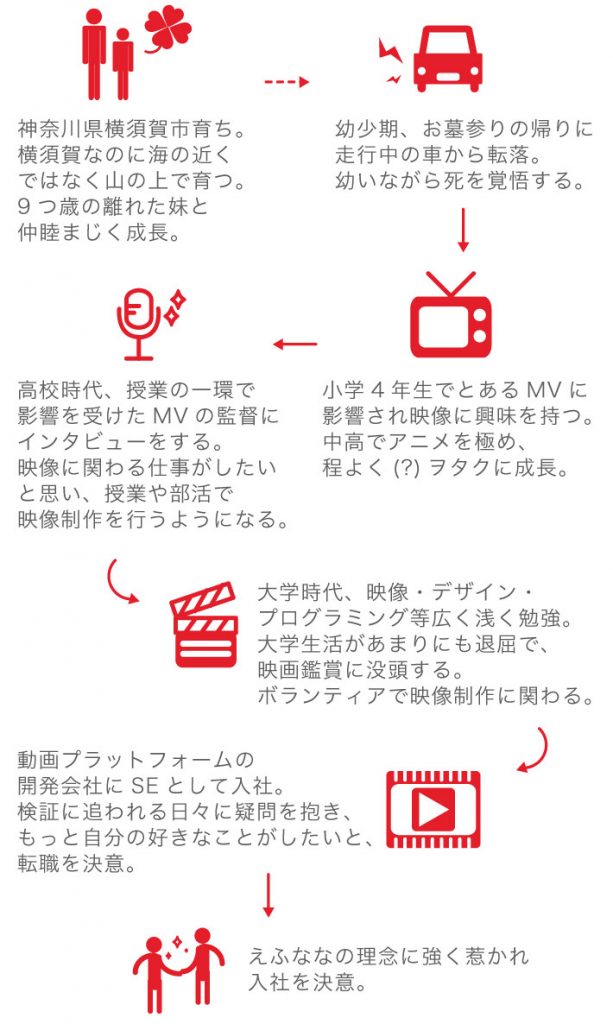 神奈川県横須賀市育ち。
横須賀なのに海の近く
ではなく山の上で育つ。
9つ歳の離れた妹と
仲睦まじく成長。
幼少期、お墓参りの帰りに
走行中の車から転落。
幼いながら死を覚悟する。
小学4年生でとあるMVに
影響され映像に興味を持つ。
中高でアニメを極め、
程よく(?)ヲタクに成長。
高校時代、授業の一環で
影響を受けたMVの監督に
インタビューをする。
映像に関わる仕事がしたい
と思い、授業や部活で
映像制作を行うようになる。
大学時代、映像・デザイン・
プログラミング等広く浅く勉強。
大学生活があまりにも退屈で、
映画鑑賞に没頭する。
ボランティアで映像制作に関わる。
動画プラットフォームの
開発会社にSEとして入社。
検証に追われる日々に疑問を抱き、
もっと自分の好きなことがしたいと、
転職を決意。
えふななの理念に強く惹かれ
入社を決意。